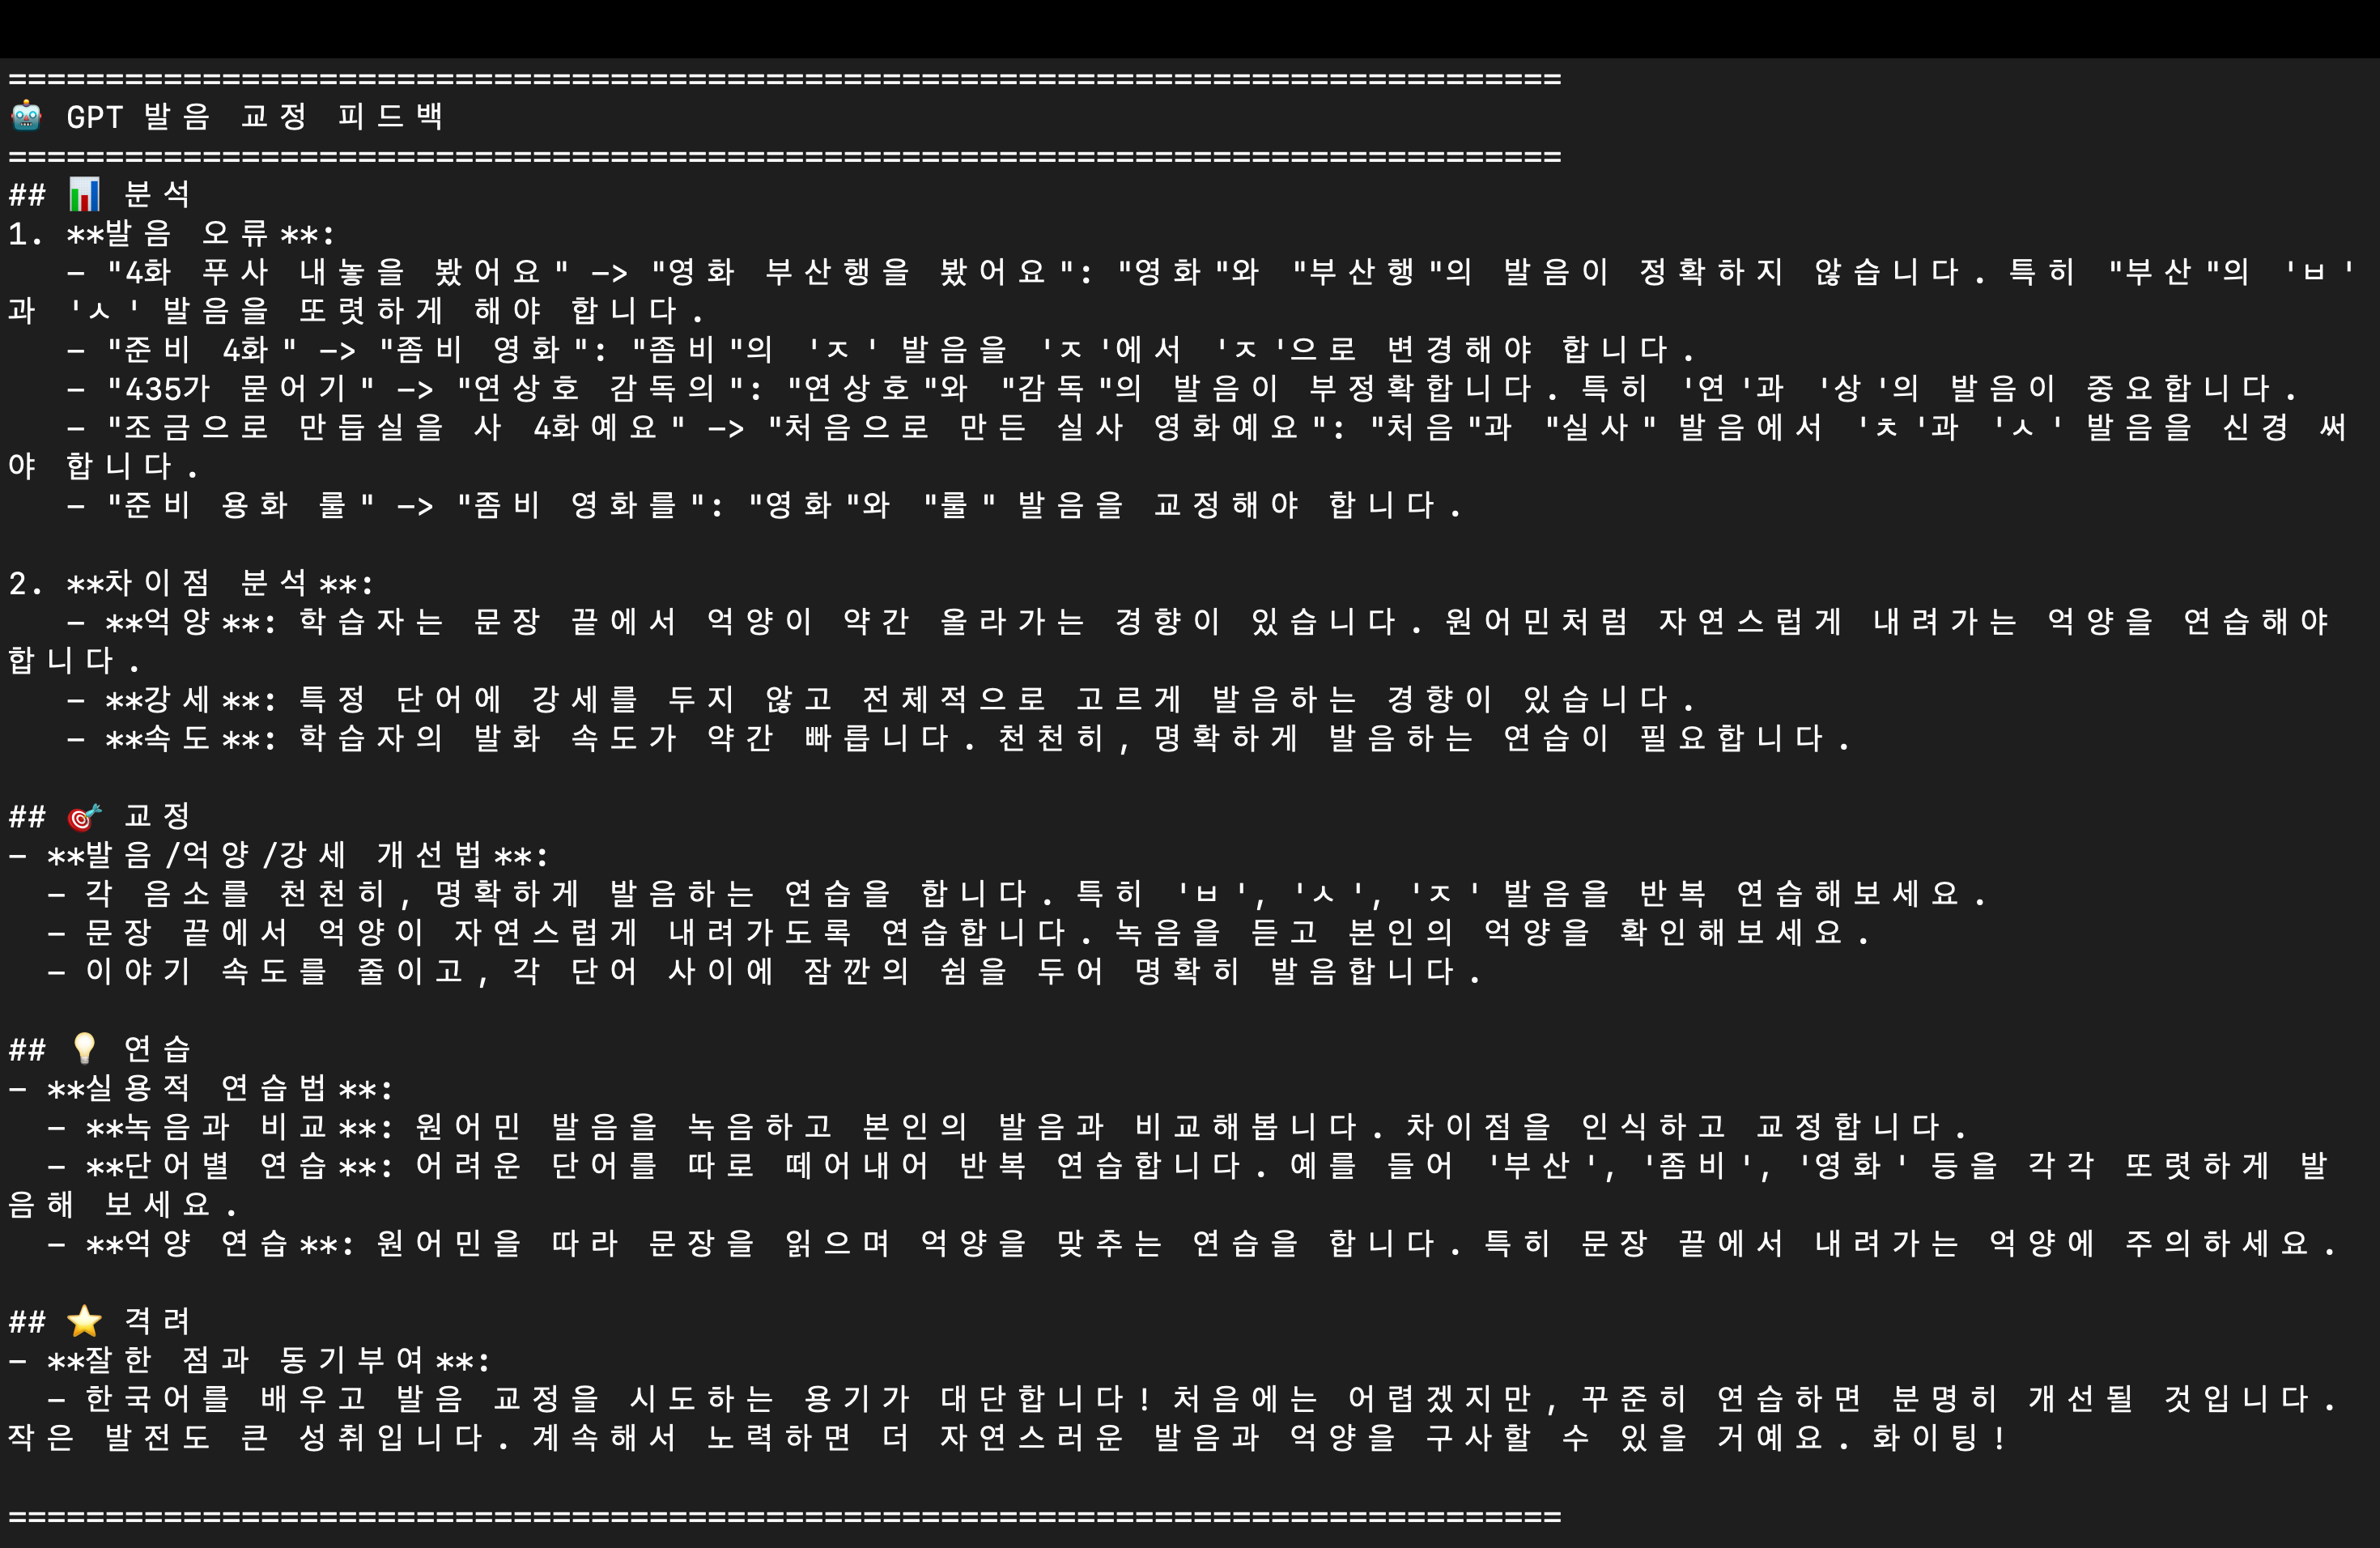 ================================================================================
🤖 GPT 발음 교정 피드백
================================================================================
## 📊 분석
1. **발음 오류**:
   - "4화 푸사 내놓을 봤어요" -> "영화 부산행을 봤어요": "영화"와 "부산행"의 발음이 정확하지 않습니다. 특히 "부산"의 'ㅂ'
과 'ㅅ' 발음을 또렷하게 해야 합니다.
   - "준비 4화" -> "좀비 영화": "좀비"의 'ㅈ' 발음을 'ㅈ'에서 'ㅈ'으로 변경해야 합니다.
   - "435가 묻어기" -> "연상호 감독의": "연상호"와 "감독"의 발음이 부정확합니다. 특히 '연'과 '상'의 발음이 중요합니다.
   - "조금으로 만듭실을 사 4화예요" -> "처음으로 만든 실사 영화예요": "처음"과 "실사" 발음에서 'ㅊ'과 'ㅅ' 발음을 신경 써
야 합니다.
   - "준비 용화 룰" -> "좀비 영화를": "영화"와 "룰" 발음을 교정해야 합니다.

2. **차이점 분석**:
   - **억양**: 학습자는 문장 끝에서 억양이 약간 올라가는 경향이 있습니다. 원어민처럼 자연스럽게 내려가는 억양을 연습해야
합니다.
   - **강세**: 특정 단어에 강세를 두지 않고 전체적으로 고르게 발음하는 경향이 있습니다.
   - **속도**: 학습자의 발화 속도가 약간 빠릅니다. 천천히, 명확하게 발음하는 연습이 필요합니다.

## 🎯 교정
- **발음/억양/강세 개선법**:
  - 각 음소를 천천히, 명확하게 발음하는 연습을 합니다. 특히 'ㅂ', 'ㅅ', 'ㅈ' 발음을 반복 연습해보세요.
  - 문장 끝에서 억양이 자연스럽게 내려가도록 연습합니다. 녹음을 듣고 본인의 억양을 확인해보세요.
  - 이야기 속도를 줄이고, 각 단어 사이에 잠깐의 쉼을 두어 명확히 발음합니다.

## 💡 연습
- **실용적 연습법**:
  - **녹음과 비교**: 원어민 발음을 녹음하고 본인의 발음과 비교해봅니다. 차이점을 인식하고 교정합니다.
  - **단어별 연습**: 어려운 단어를 따로 떼어내어 반복 연습합니다. 예를 들어 '부산', '좀비', '영화' 등을 각각 또렷하게 발
음해 보세요.
  - **억양 연습**: 원어민을 따라 문장을 읽으며 억양을 맞추는 연습을 합니다. 특히 문장 끝에서 내려가는 억양에 주의하세요.

## ⭐ 격려
- **잘한 점과 동기부여**:
  - 한국어를 배우고 발음 교정을 시도하는 용기가 대단합니다! 처음에는 어렵겠지만, 꾸준히 연습하면 분명히 개선될 것입니다.
작은 발전도 큰 성취입니다. 계속해서 노력하면 더 자연스러운 발음과 억양을 구사할 수 있을 거예요. 화이팅!

================================================================================